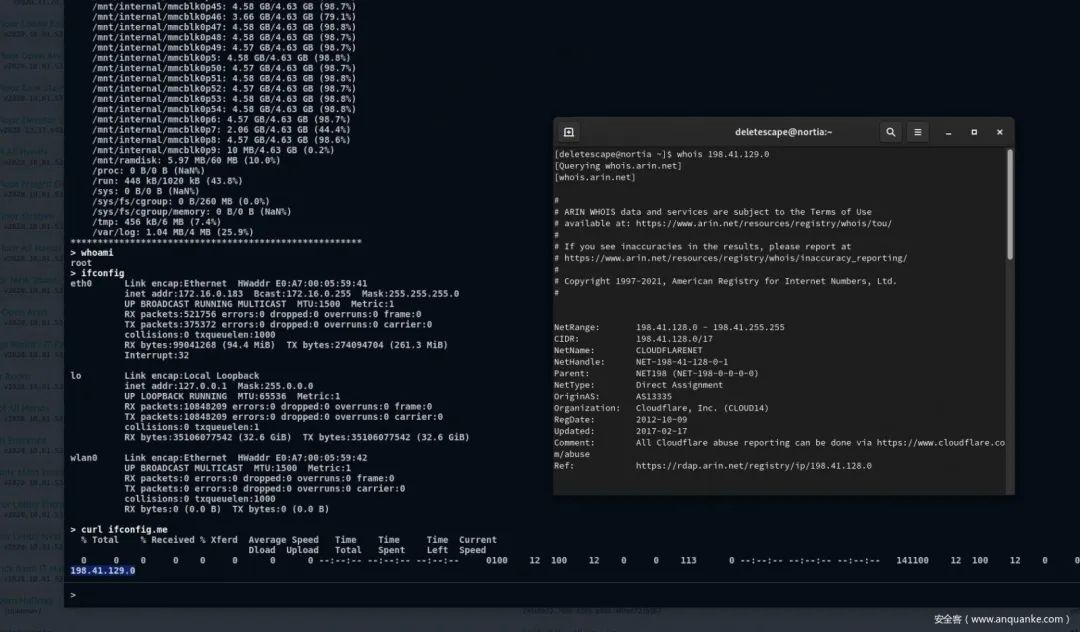 /mnt/internal/mmcblk0p45: 4.58 GB/4.63 GB (98.7%)
/mnt/internal/mmcblk0p46: 3.66 GB/4.63 GB (79.1%)
/mnt/internal/mmcblk0p47: 4.58 GB/4.63 GB (98.8%)
/mnt/internal/mmcblk0p48: 4.57 GB/4.63 GB (98.7%)
/mnt/internal/mmcblk0p49: 4.57 GB/4.63 GB (98.7%)
/mnt/internal/mmcblk0p5: 4.58 GB/4.63 GB (98.8%)
/mnt/internal/mmcblk0p50: 4.57 GB/4.63 GB (98.7%)
/mnt/internal/mmcblk0p51: 4.58 GB/4.63 GB (98.8%)
/mnt/internal/mmcblk0p52: 4.57 GB/4.63 GB (98.7%)
/mnt/internal/mmcblk0p53: 4.58 GB/4.63 GB (98.8%)
/mnt/internal/mmcblk0p54: 4.58 GB/4.63 GB (98.8%)
/mnt/internal/mmcblk0p6: 4.57 GB/4.63 GB (98.7%)
/mnt/internal/mmcblk0p7: 2.06 GB/4.63 GB (44.4%)
/mnt/internal/mmcblk0p8: 4.57 GB/4.63 GB (98.6%)
/mnt/internal/mmcblk0p9: 10 MB/4.63 GB (0.2%)
/mnt/ramdisk: 5.97 MB/60 MB (10.0%)
/proc: 0 B/0 B (NaN%)
/run: 448 kB/1020 kB (43.8%)
/sys: 0 B/0 B (NaN%)
/sys/fs/cgroup: 0 B/260 MB (0.0%)
/sys/fs/cgroup/memory: 0 B/0 B (NaN%)
/tmp: 456 kB/6 MB (7.4%)
/var/log: 1.04 MB/4 MB (25.9%)
**************************************************
> whoami
root
> ifconfig
eth0 Link encap:Ethernet HWaddr E0:A7:00:05:59:41
inet addr:172.16.0.183 Bcast:172.16.0.255 Mask:255.255.255.0
UP BROADCAST RUNNING MULTICAST MTU:1500 Metric:1
RX packets:521756 errors:0 dropped:0 overruns:0 frame:0
TX packets:375372 errors:0 dropped:0 overruns:0 carrier:0
collisions:0 txqueuelen:1000
RX bytes:99041268 (94.4 MiB) TX bytes:274094704 (261.3 MiB)
Interrupt:32
lo Link encap:Local Loopback
inet addr:127.0.0.1 Mask:255.0.0.0
UP LOOPBACK RUNNING MTU:65536 Metric:1
RX packets:10848209 errors:0 dropped:0 overruns:0 frame:0
TX packets:10848209 errors:0 dropped:0 overruns:0 carrier:0
collisions:0 txqueuelen:1
RX bytes:35106077542 (32.6 GiB) TX bytes:35106077542 (32.6 GiB)
wlan0 Link encap:Ethernet HWaddr E0:A7:00:05:59:42
UP BROADCAST MULTICAST MTU:1500 Metric:1
RX packets:0 errors:0 dropped:0 overruns:0 frame:0
TX packets:0 errors:0 dropped:0 overruns:0 carrier:0
collisions:0 txqueuelen:1000
RX bytes:0 (0.0 B) TX bytes:0 (0.0 B)
> curl ifconfig.me
% Total % Received % Xferd Average Speed Time Time Time Current
Dload Upload Total Spent Left Speed
0 0 0 0 0 0 0 0 --:--:-- --:--:-- --:--:-- 0100 12 100 12 0 0 113 0 --:--:-- --:--:-- --:--:-- 141100 12 100 12 0 0
198.41.129.0
>
deletescape@nortia:~
[deletescape@nortia ~]$ whois 198.41.129.0
[Querying whois.arin.net]
[whois.arin.net]
#
# ARIN WHOIS data and services are subject to the Terms of Use
# available at: https://www.arin.net/resources/registry/whois/tou/
#
# If you see inaccuracies in the results, please report at
# https://www.arin.net/resources/registry/whois/inaccuracy_reporting/
#
# Copyright 1997-2021, American Registry for Internet Numbers, Ltd.
#
NetRange: 198.41.128.0 - 198.41.255.255
CIDR: 198.41.128.0/17
NetName: CLOUDFLARENET
NetHandle: NET-198-41-128-0-1
Parent: NET198 (NET-198-0-0-0-0)
NetType: Direct Assignment
OriginAS: AS13335
Organization: Cloudflare, Inc. (CLOUD14)
RegDate: 2012-10-09
Updated: 2017-02-17
Comment: All Cloudflare abuse reporting can be done via https://www.cloudflare.co
m/abuse
Ref: https://rdap.arin.net/registry/ip/198.41.128.0
安全客（www.anquanke.com）